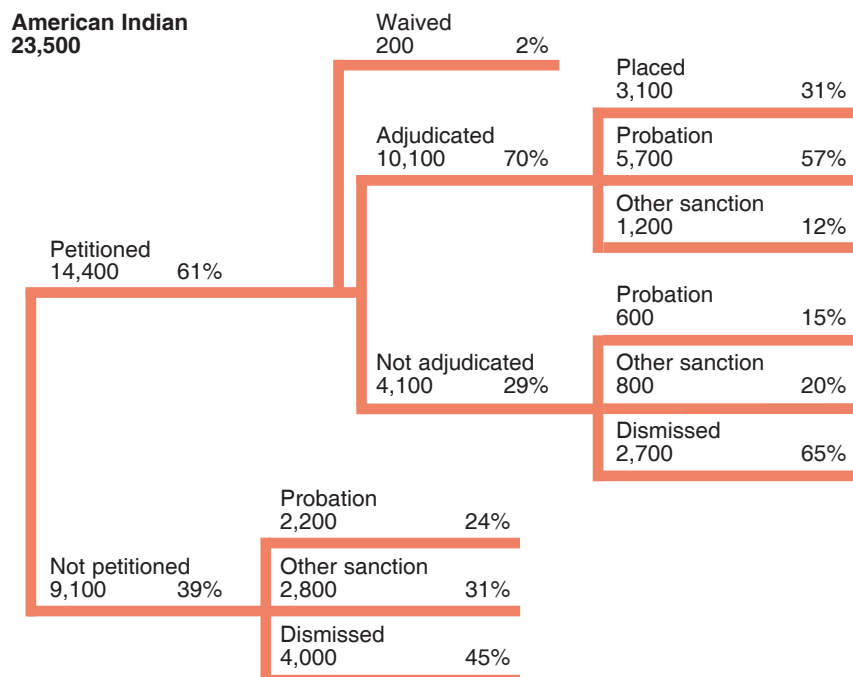 American Indian
23,500
Waived
200 2%
Placed
3,100 31%
Adjudicated
10,100 70%
Probation
5,700 57%
Other sanction
1,200 12%
Petitioned
14,400 61%
Probation
600 15%
Not adjudicated
4,100 29%
Other sanction
800 20%
Dismissed
2,700 65%
Probation
2,200 24%
Not petitioned
9,100 39%
Other sanction
2,800 31%
Dismissed
4,000 45%